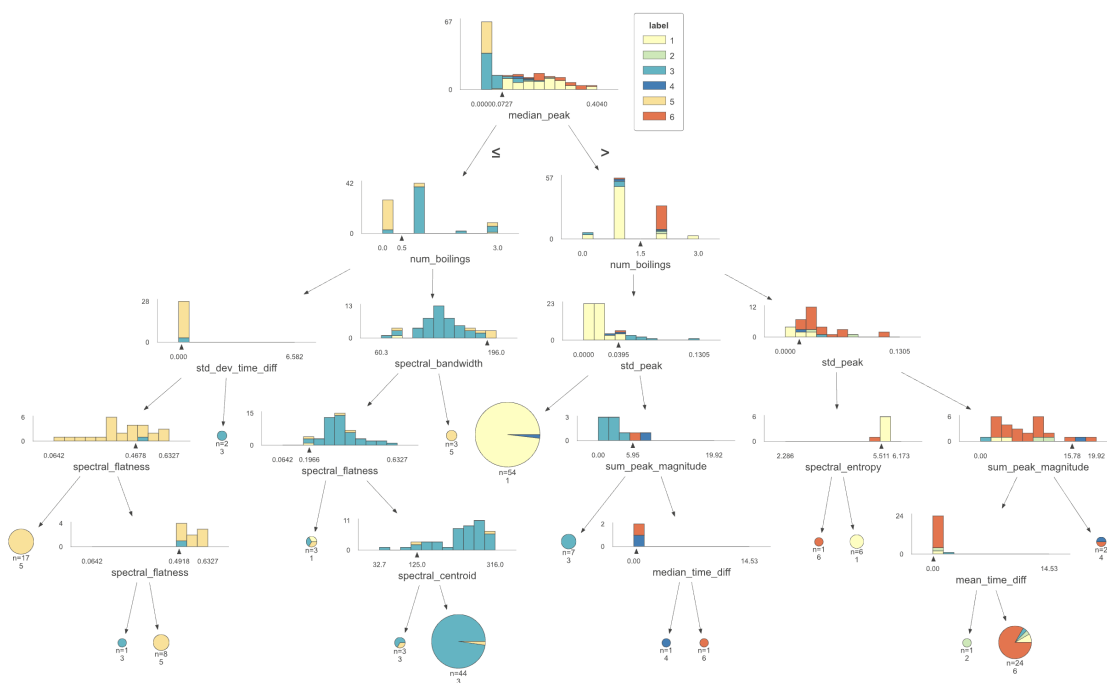 67
0
0.0000
0.0727
0.4040
median_peak
label
1
2
3
4
5
6
≤
>
42
0
0.0
0.5
3.0
num_boilings
57
0
0.0
1.5
3.0
num_boilings
28
0
0.000
6.582
std_dev_time_diff
13
0
60.3
196.0
spectral_bandwidth
23
0
0.0000
0.0395
0.1305
std_peak
12
0
0.0000
0.1305
std_peak
6
0
0.0642
0.4678
0.6327
spectral_flatness
n=2
3
15
0
0.0642
0.1966
0.6327
spectral_flatness
n=3
5
n=54
1
3
0
0.00
5.95
19.92
sum_peak_magnitude
6
0
2.286
5.511
6.173
spectral_entropy
6
0
0.00
15.78
19.92
sum_peak_magnitude
n=17
5
4
0
0.0642
0.4918
0.6327
spectral_flatness
n=3
1
11
0
32.7
125.0
316.0
spectral_centroid
n=7
3
2
0
0.00
14.53
median_time_diff
n=1
6
n=6
1
24
0
0.00
14.53
mean_time_diff
n=2
4
n=1
3
n=8
5
n=3
3
n=44
3
n=1
4
n=1
6
n=1
2
n=24
6